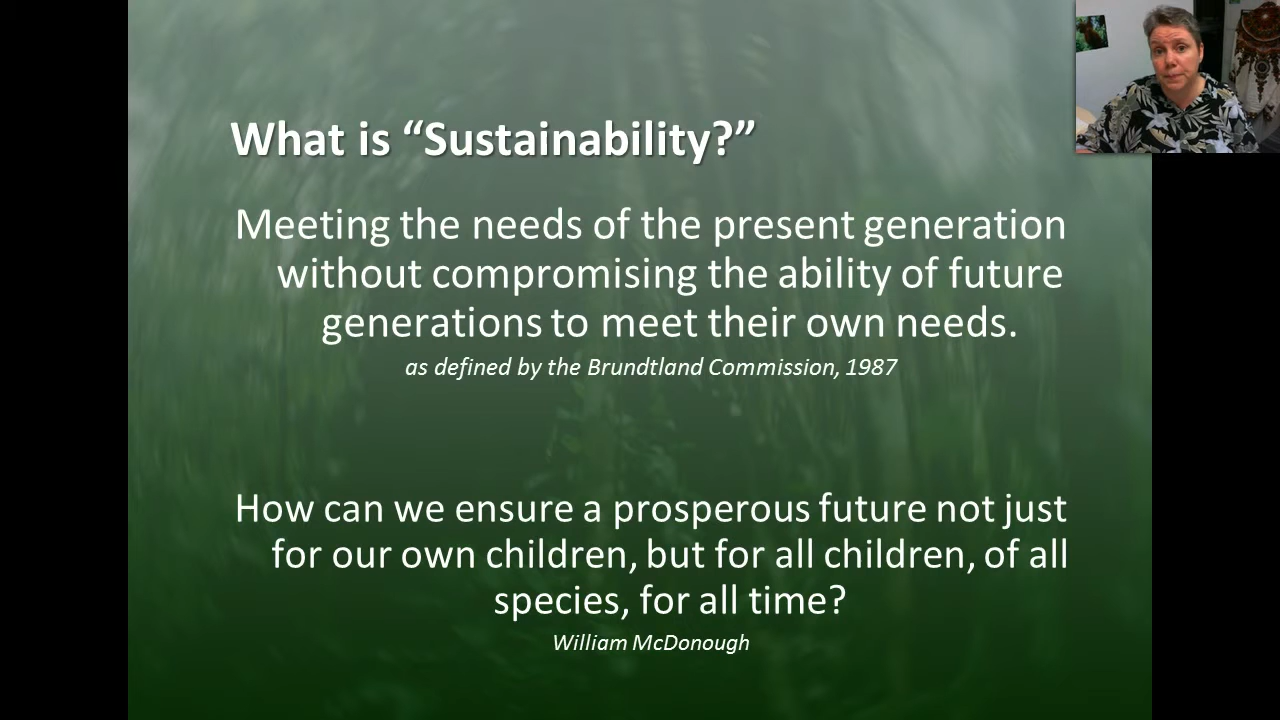 What is “Sustainability?”
Meeting the needs of the present generation
without compromising the ability of future
generations to meet their own needs.
as defined by the Brundtland Commission, 1987
How can we ensure a prosperous future not just
for our own children, but for all children, of all
species, for all time?
William McDonough